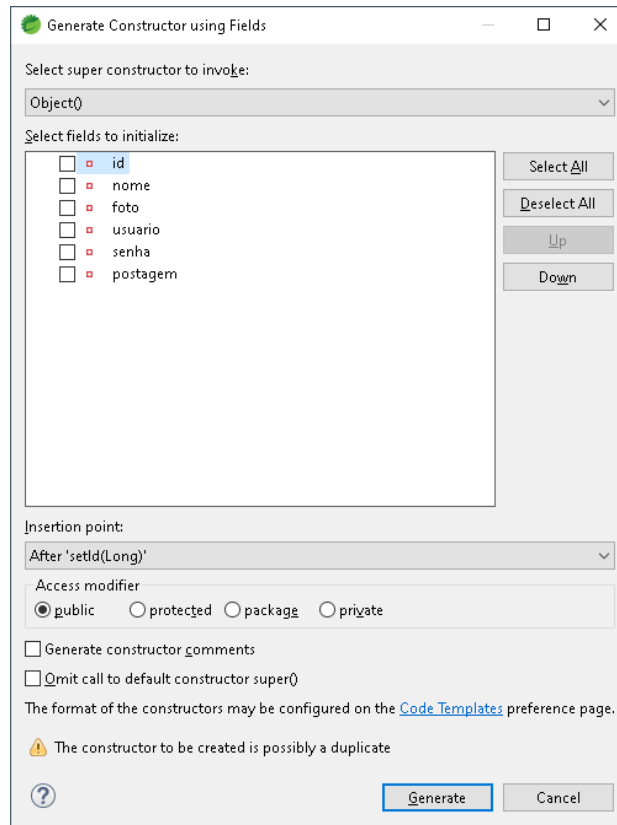 Generate Constructor using Fields
Select super constructor to invoke:
Object()
Select fields to initialize:
id
nome
foto
usuario
senha
postagem
Select All
Deselect All
Up
Down
Insertion point:
After 'setId(Long)'
Access modifier
public protected package private
Generate constructor comments
Omit call to default constructor super()
The format of the constructors may be configured on the Code Templates preference page.
The constructor to be created is possibly a duplicate
? Generate Cancel